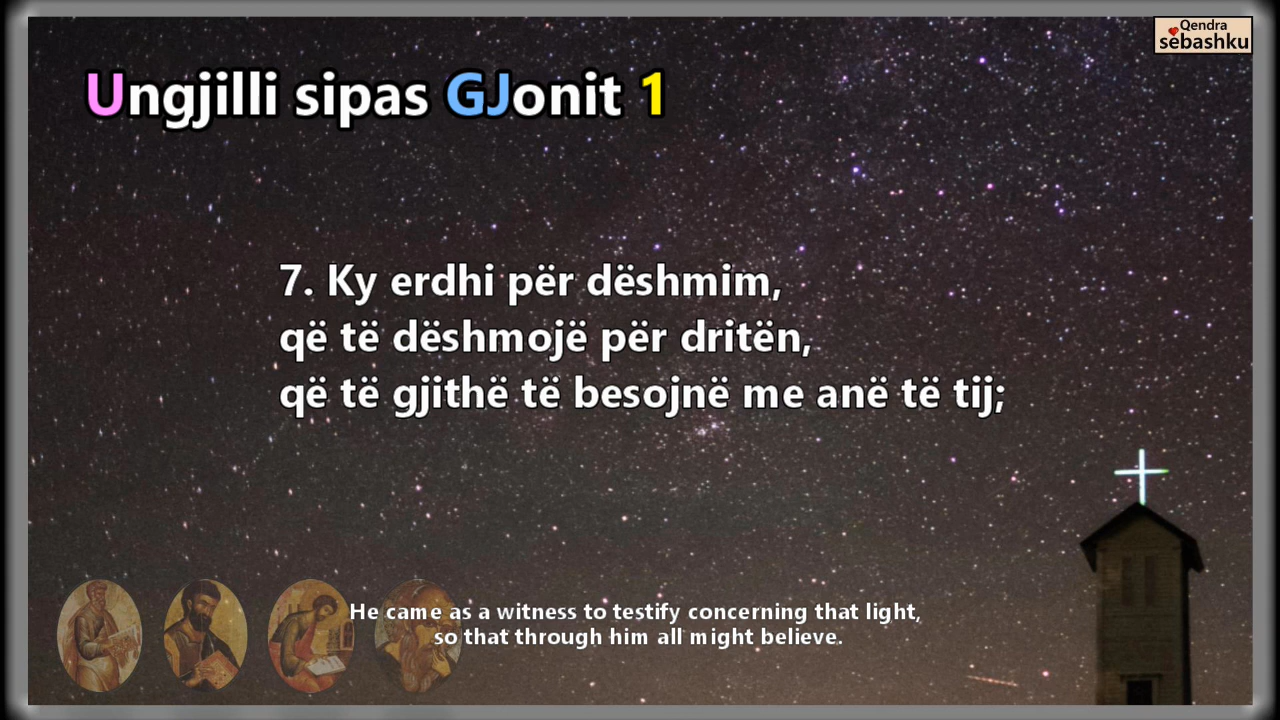 Qendra
sëbashku
Ungjilli sipas GJonit 1
7. Ky erdhi për dëshmim,
që të dëshmojë për dritën,
që të gjithë të besojnë me anë të tij;
He came as a witness to testify concerning that light,
so that through him all might believe.